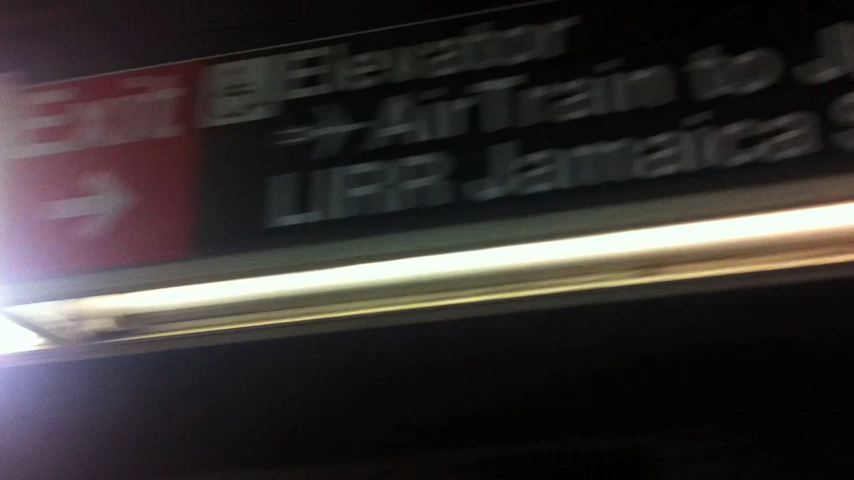 Exit
→
Elevator
→ AirTrain to J
LIRR Jamaica S